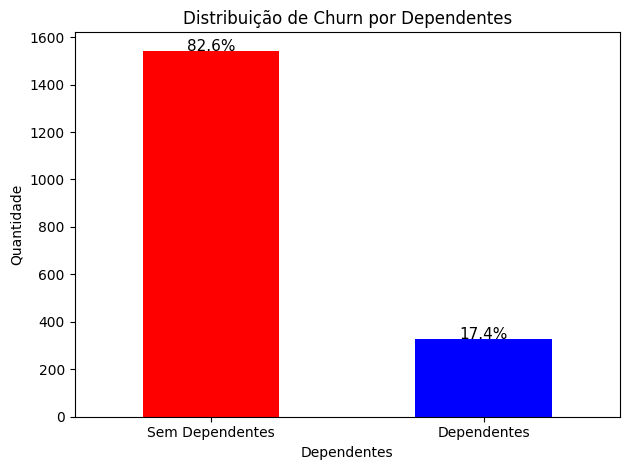 Distribuição de Churn por Dependentes
1600
1400
1200
1000
800
600
400
200
0
Quantidade
82.6%
17.4%
Sem Dependentes
Dependentes
Dependentes